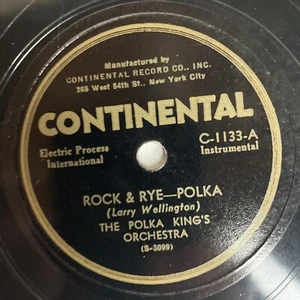 Manufactured by
CONTINENTAL RECORD CO., INC.
265 West 54th St., New York City
CONTINENTAL
Electric Process
International
C-1133-A
Instrumental
ROCK & RYE—POLKA
(Larry Wellington)
THE POLKA KING'S
ORCHESTRA
(S-3099)